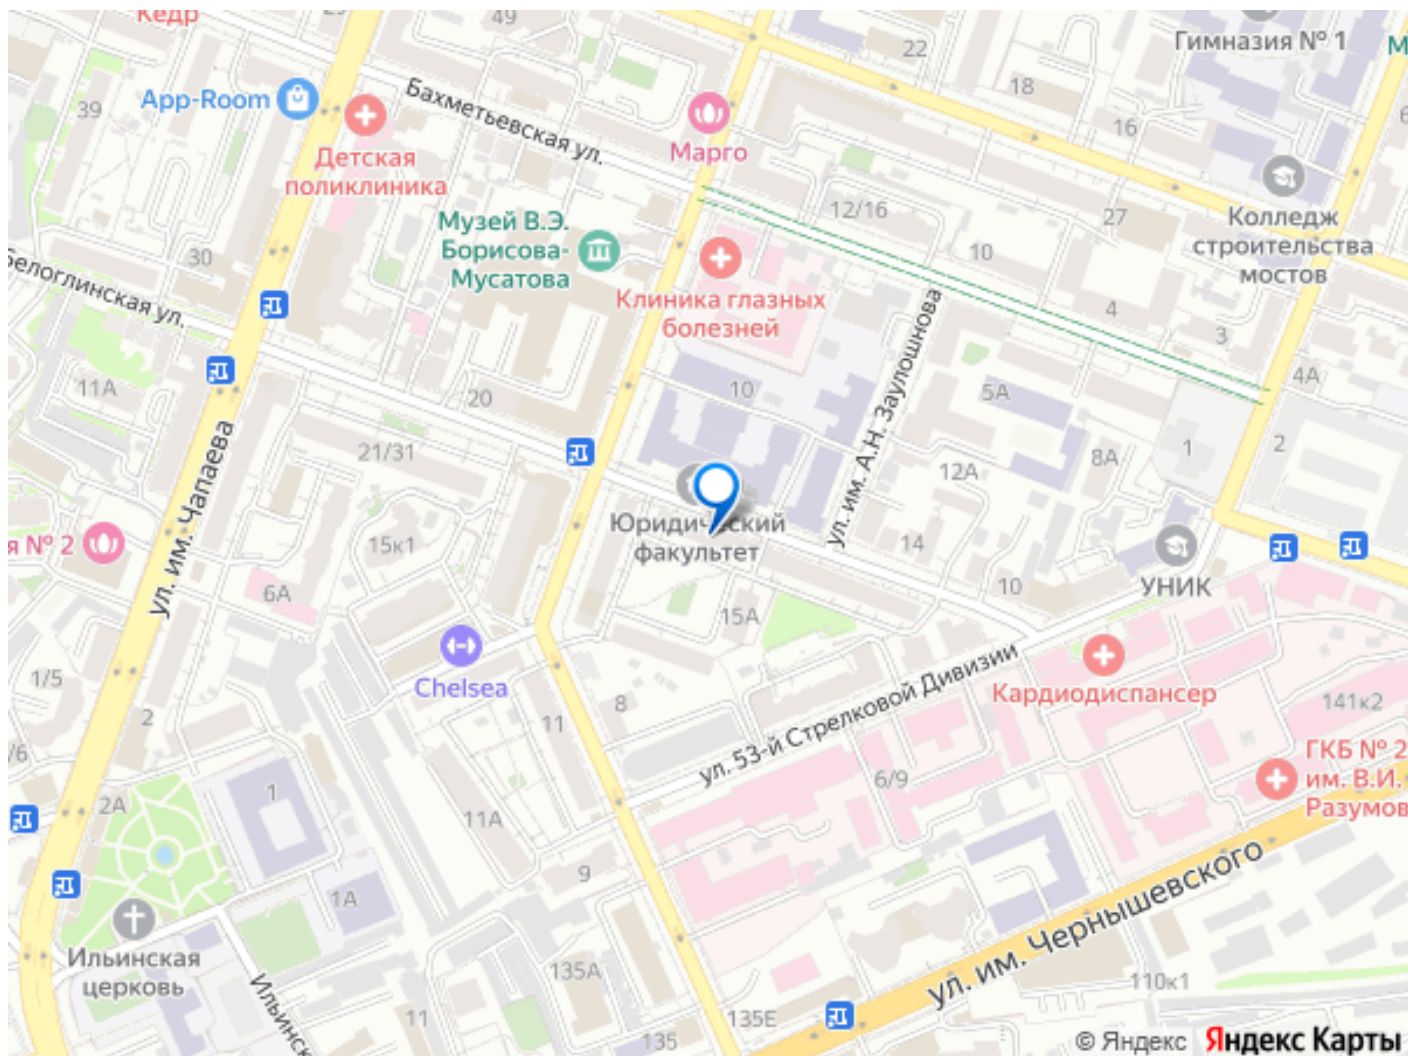 Кедр
29
49
22
Гимназия № 1
М
App-Room
39
Бахметьевская ул.
18
16
Детская
поликлиника
Марго
Музей В.Э.
Борисова-
Мусатова
12/16
27
10
Колледж
строительства
мостов
30
Белоглинская ул.
Клиника глазных
болезней
ул. им. А.Н. Заулошнова
4
3
4А
11А
20
10
5А
21/31
12А
8А
1
2
ул. им. Чапаева
Юридический
факультет
я № 2
15к1
14
УНИК
6А
15А
10
1/5
Chelsea
Кардиодиспансер
2
11
8
ул. 53-й Стрелковой Дивизии
141к2
/6
ГКБ № 2
им. В.И.
Разумов
2А
1
6/9
11А
9
1А
ул. им. Чернышевского
Ильинская
церковь
135А
110к1
Ильинск
11
135
135Е
© Яндекс Яндекс Карты